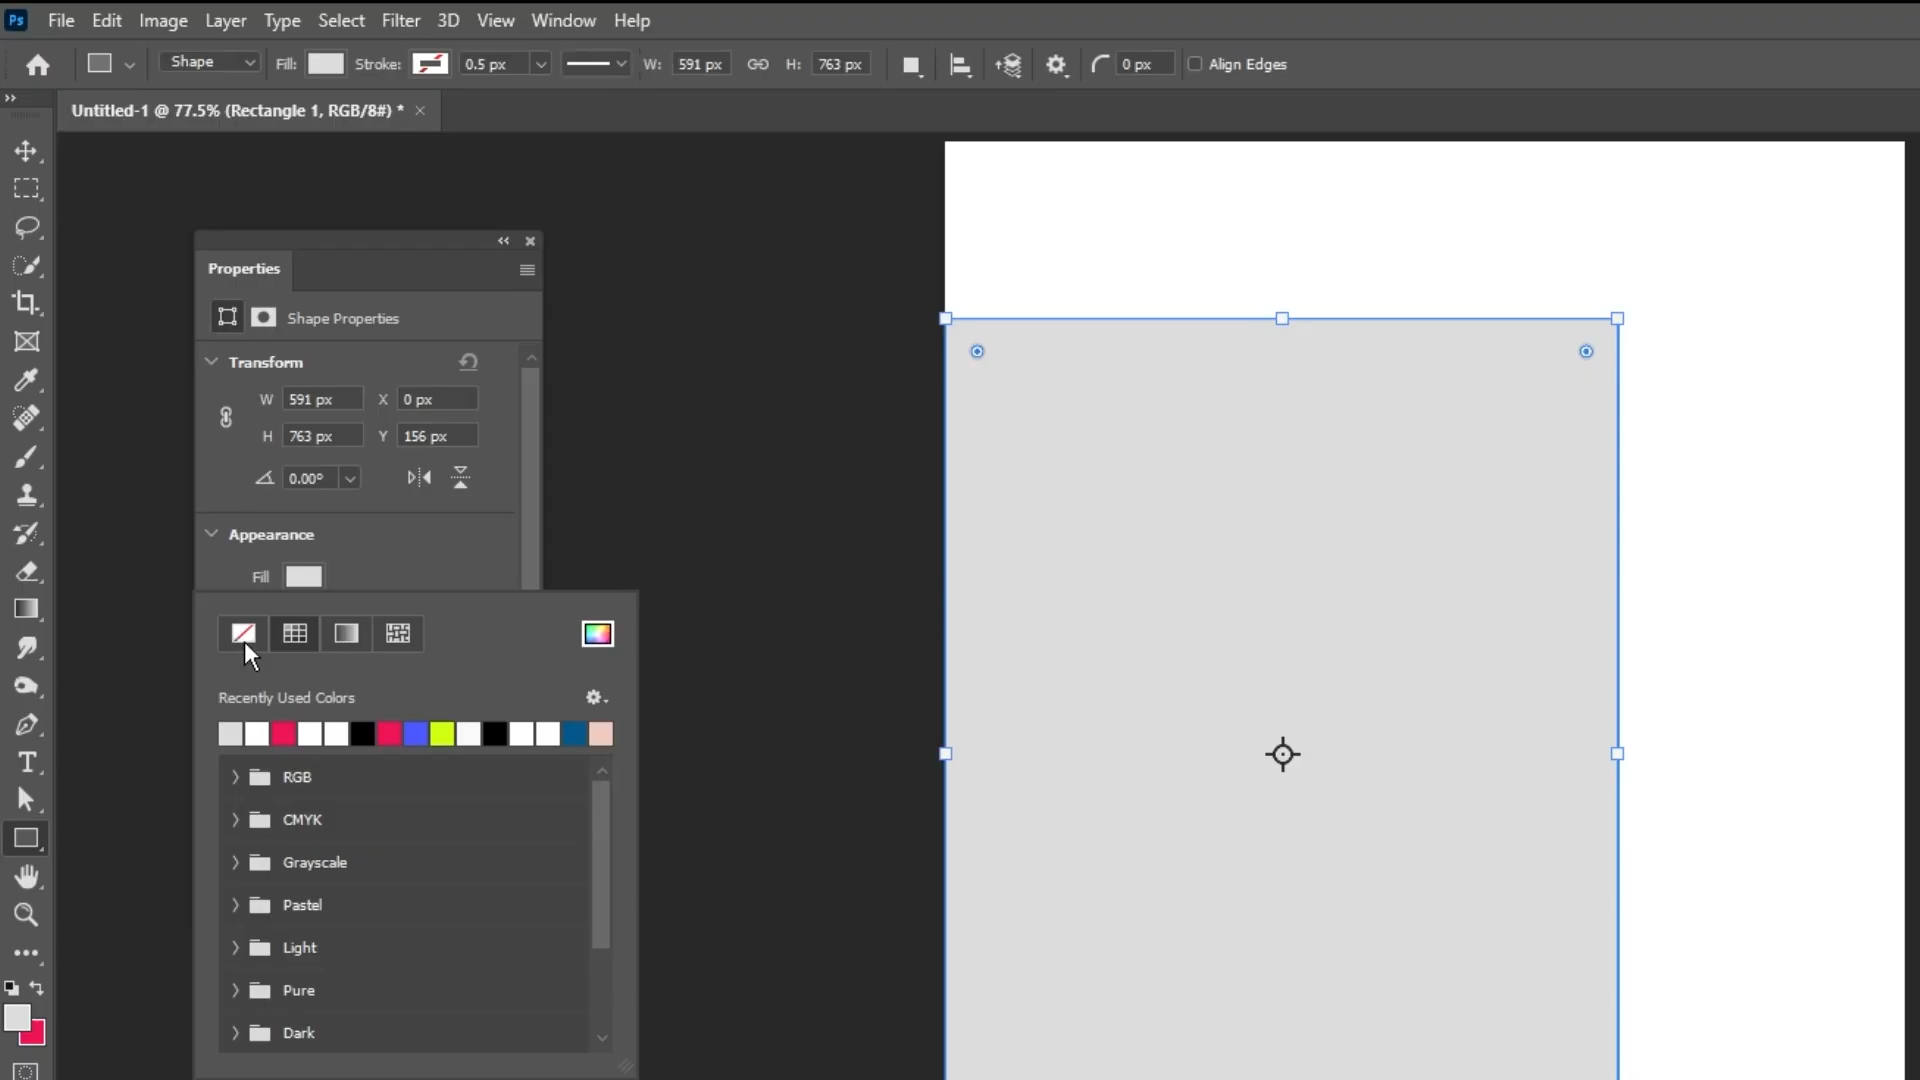 Ps File Edit Image Layer Type Select Filter 3D View Window Help
Shape Fill: Stroke: 0.5 px W: 591 px H: 763 px 0 px Align Edges
Untitled-1 @ 77.5% (Rectangle 1, RGB/8#) *
Properties
Shape Properties
Transform
W 591 px X 0 px
H 763 px Y 156 px
0.00°
Appearance
Fill
Recently Used Colors
RGB
CMYK
Grayscale
Pastel
Light
Pure
Dark